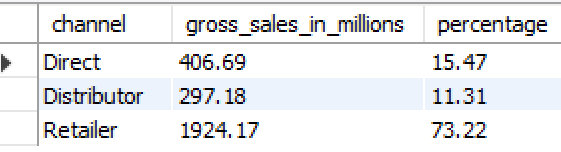 channel gross_sales_in_millions percentage
Direct 406.69 15.47
Distributor 297.18 11.31
Retailer 1924.17 73.22